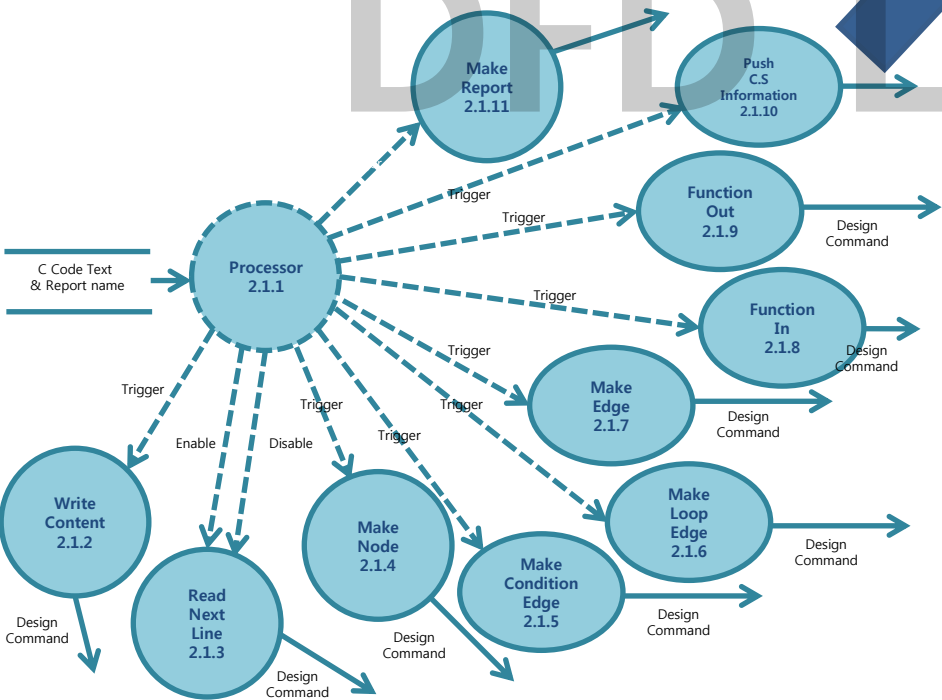 DFD L
Make
Report
2.1.11
Push
C.S
Information
2.1.10
Trigger
Function
Out
2.1.9
Trigger
Design
Command
Processor
2.1.1
C Code Text
& Report name
Function
In
2.1.8
Trigger
Design
Command
Trigger
Make
Edge
2.1.7
Design
Command
Trigger
Trigger
Enable
Disable
Trigger
Trigger
Make
Loop
Edge
2.1.6
Design
Command
Write
Content
2.1.2
Make
Node
2.1.4
Make
Condition
Edge
2.1.5
Design
Command
Read
Next
Line
2.1.3
Design
Command
Design
Command
Design
Command